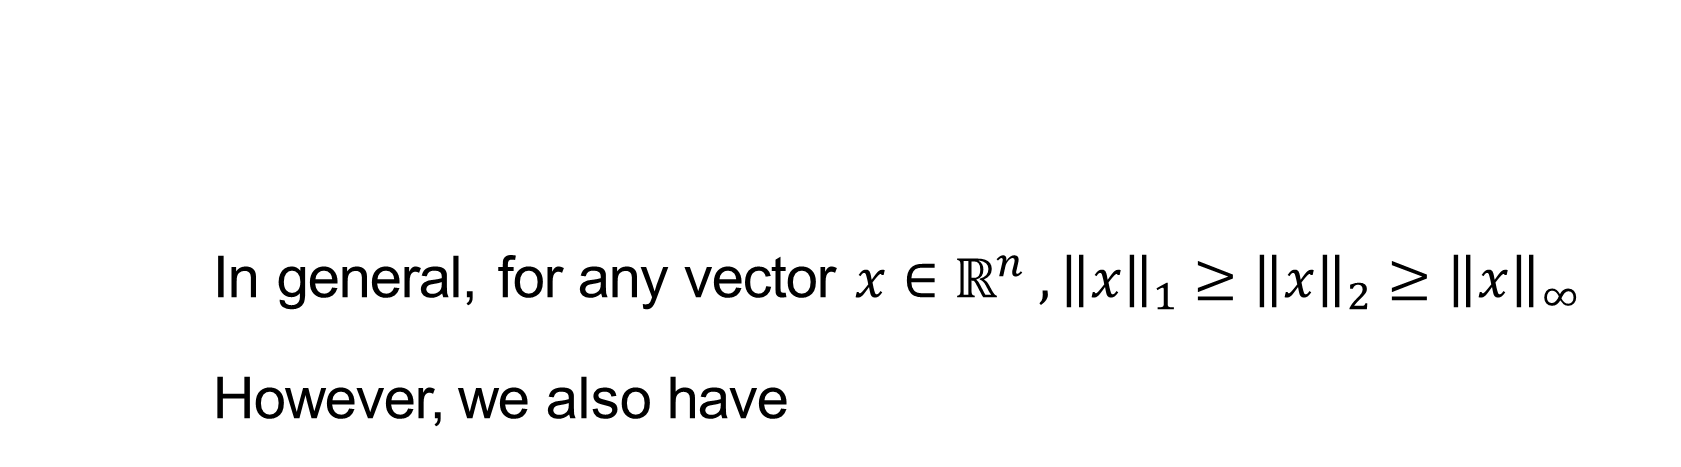 In general, for any vector 𝑥 ∈ ℝⁿ , ‖𝑥‖₁ ≥ ‖𝑥‖₂ ≥ ‖𝑥‖∞
However, we also have